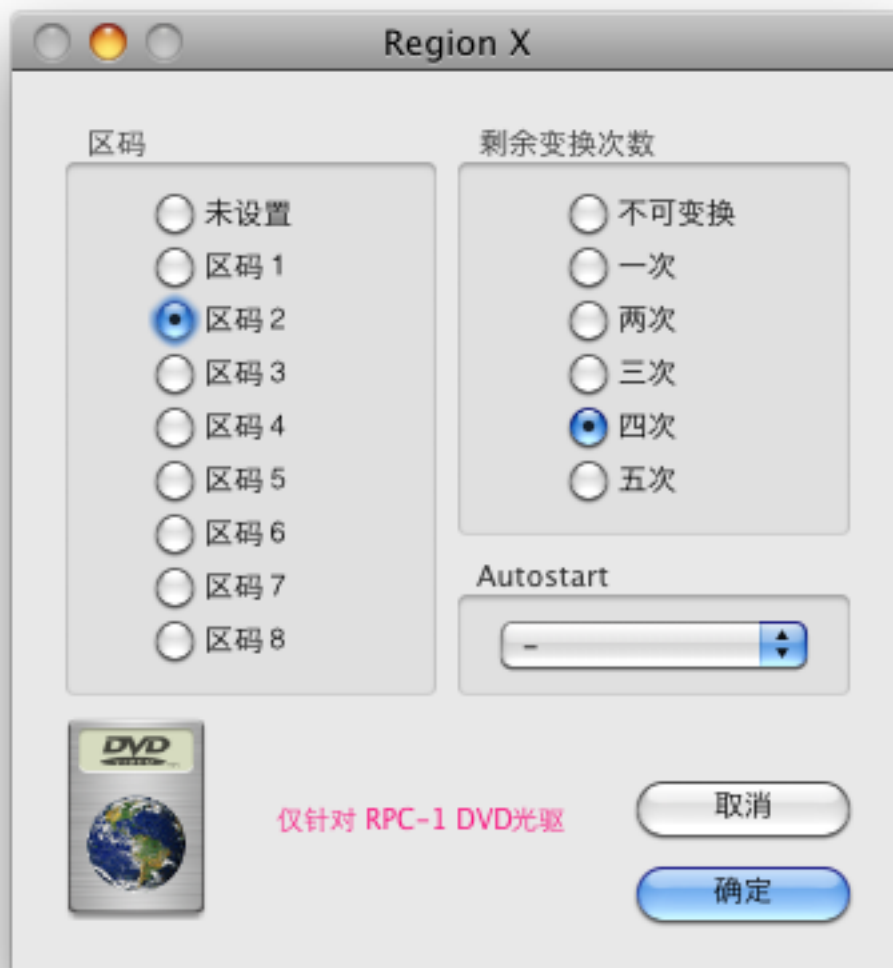 Region X
区码
未设置
区码 1
区码 2
区码 3
区码 4
区码 5
区码 6
区码 7
区码 8
剩余变换次数
不可变换
一次
两次
三次
四次
五次
Autostart
-
DVD
VIDEO
仅针对 RPC-1 DVD光驱
取消
确定